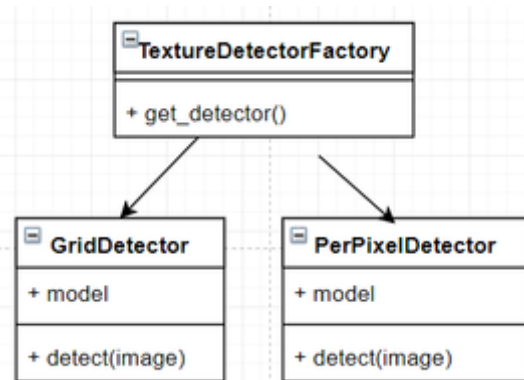 TextureDetectorFactory
+ get_detector()
GridDetector
+ model
+ detect(image)
PerPixelDetector
+ model
+ detect(image)